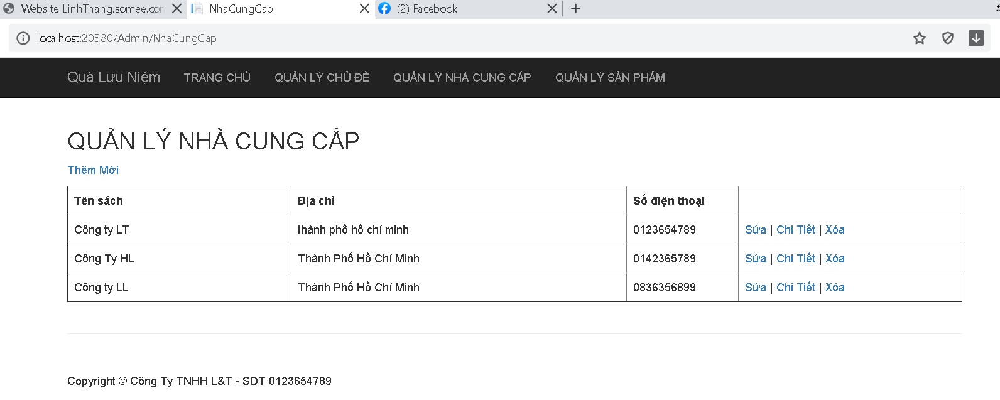 Website LinhThang.somee.con NhaCungCap (2) Facebook
localhost:20580/Admin/NhaCungCap
Quà Lưu Niệm TRANG CHỦ QUẢN LÝ CHỦ ĐỀ QUẢN LÝ NHÀ CUNG CẤP QUẢN LÝ SẢN PHẨM
QUẢN LÝ NHÀ CUNG CẤP
Thêm Mới
Tên sách Địa chỉ Số điện thoại
Công ty LT thành phố hồ chí minh 0123654789 Sửa | Chi Tiết | Xóa
Công Ty HL Thành Phố Hồ Chí Minh 0142365789 Sửa | Chi Tiết | Xóa
Công ty LL Thành Phố Hồ Chí Minh 0836356899 Sửa | Chi Tiết | Xóa
Copyright © Công Ty TNHH L&T - SDT 0123654789